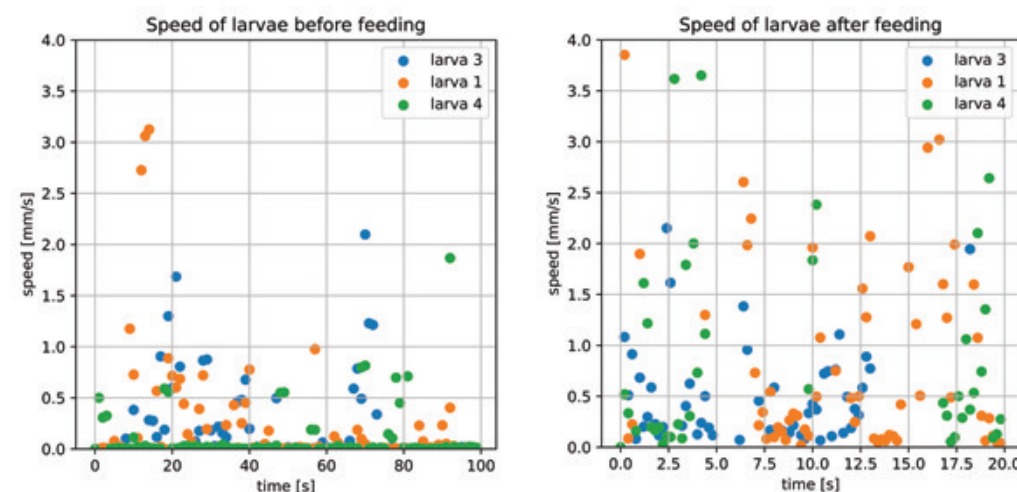 Speed of larvae before feeding
4.0
3.5
3.0
2.5
2.0
1.5
1.0
0.5
0.0
speed [mm/s]
larva 3
larva 1
larva 4
0 20 40 60 80 100
time [s]
Speed of larvae after feeding
4.0
3.5
3.0
2.5
2.0
1.5
1.0
0.5
0.0
speed [mm/s]
larva 3
larva 1
larva 4
0.0 2.5 5.0 7.5 10.0 12.5 15.0 17.5 20.0
time [s]